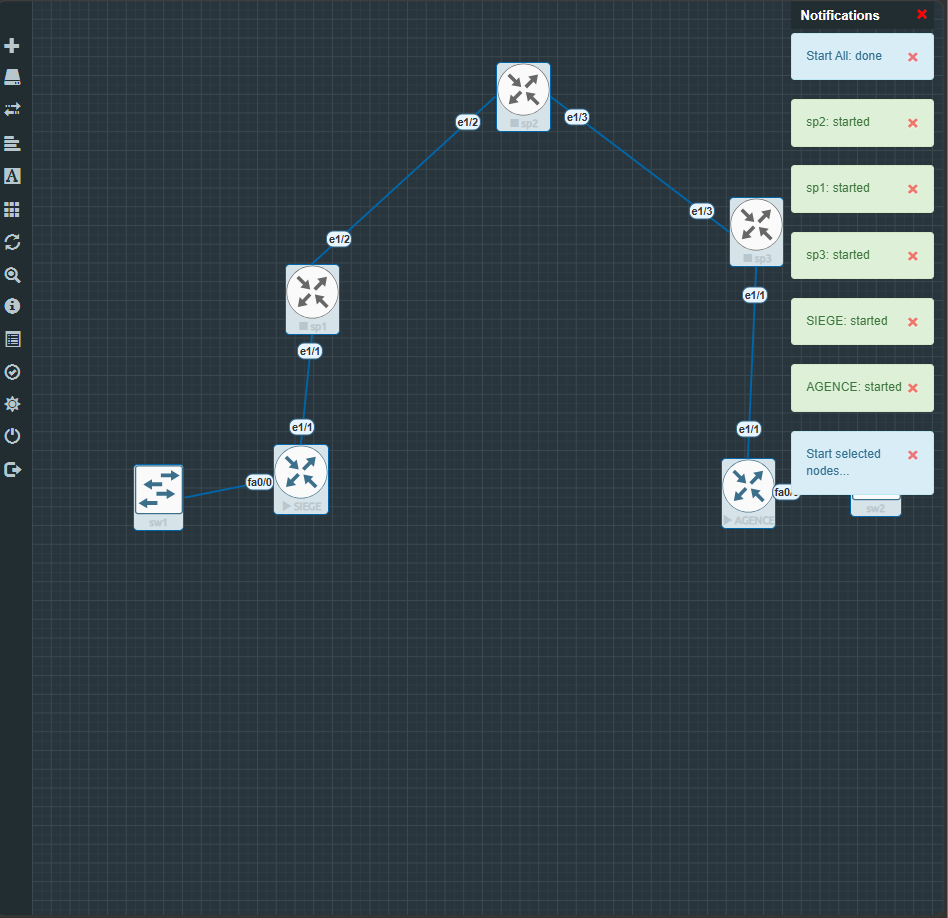 Notifications
Start All: done
sp2: started
sp1: started
sp3: started
SIEGE: started
AGENCE: started
Start selected
nodes...
sp2
e1/2
e1/3
e1/2
e1/3
sp3
sp1
e1/1
e1/1
e1/1
e1/1
fa0/0
SIEGE
sw1
AGENCE
sw2
A